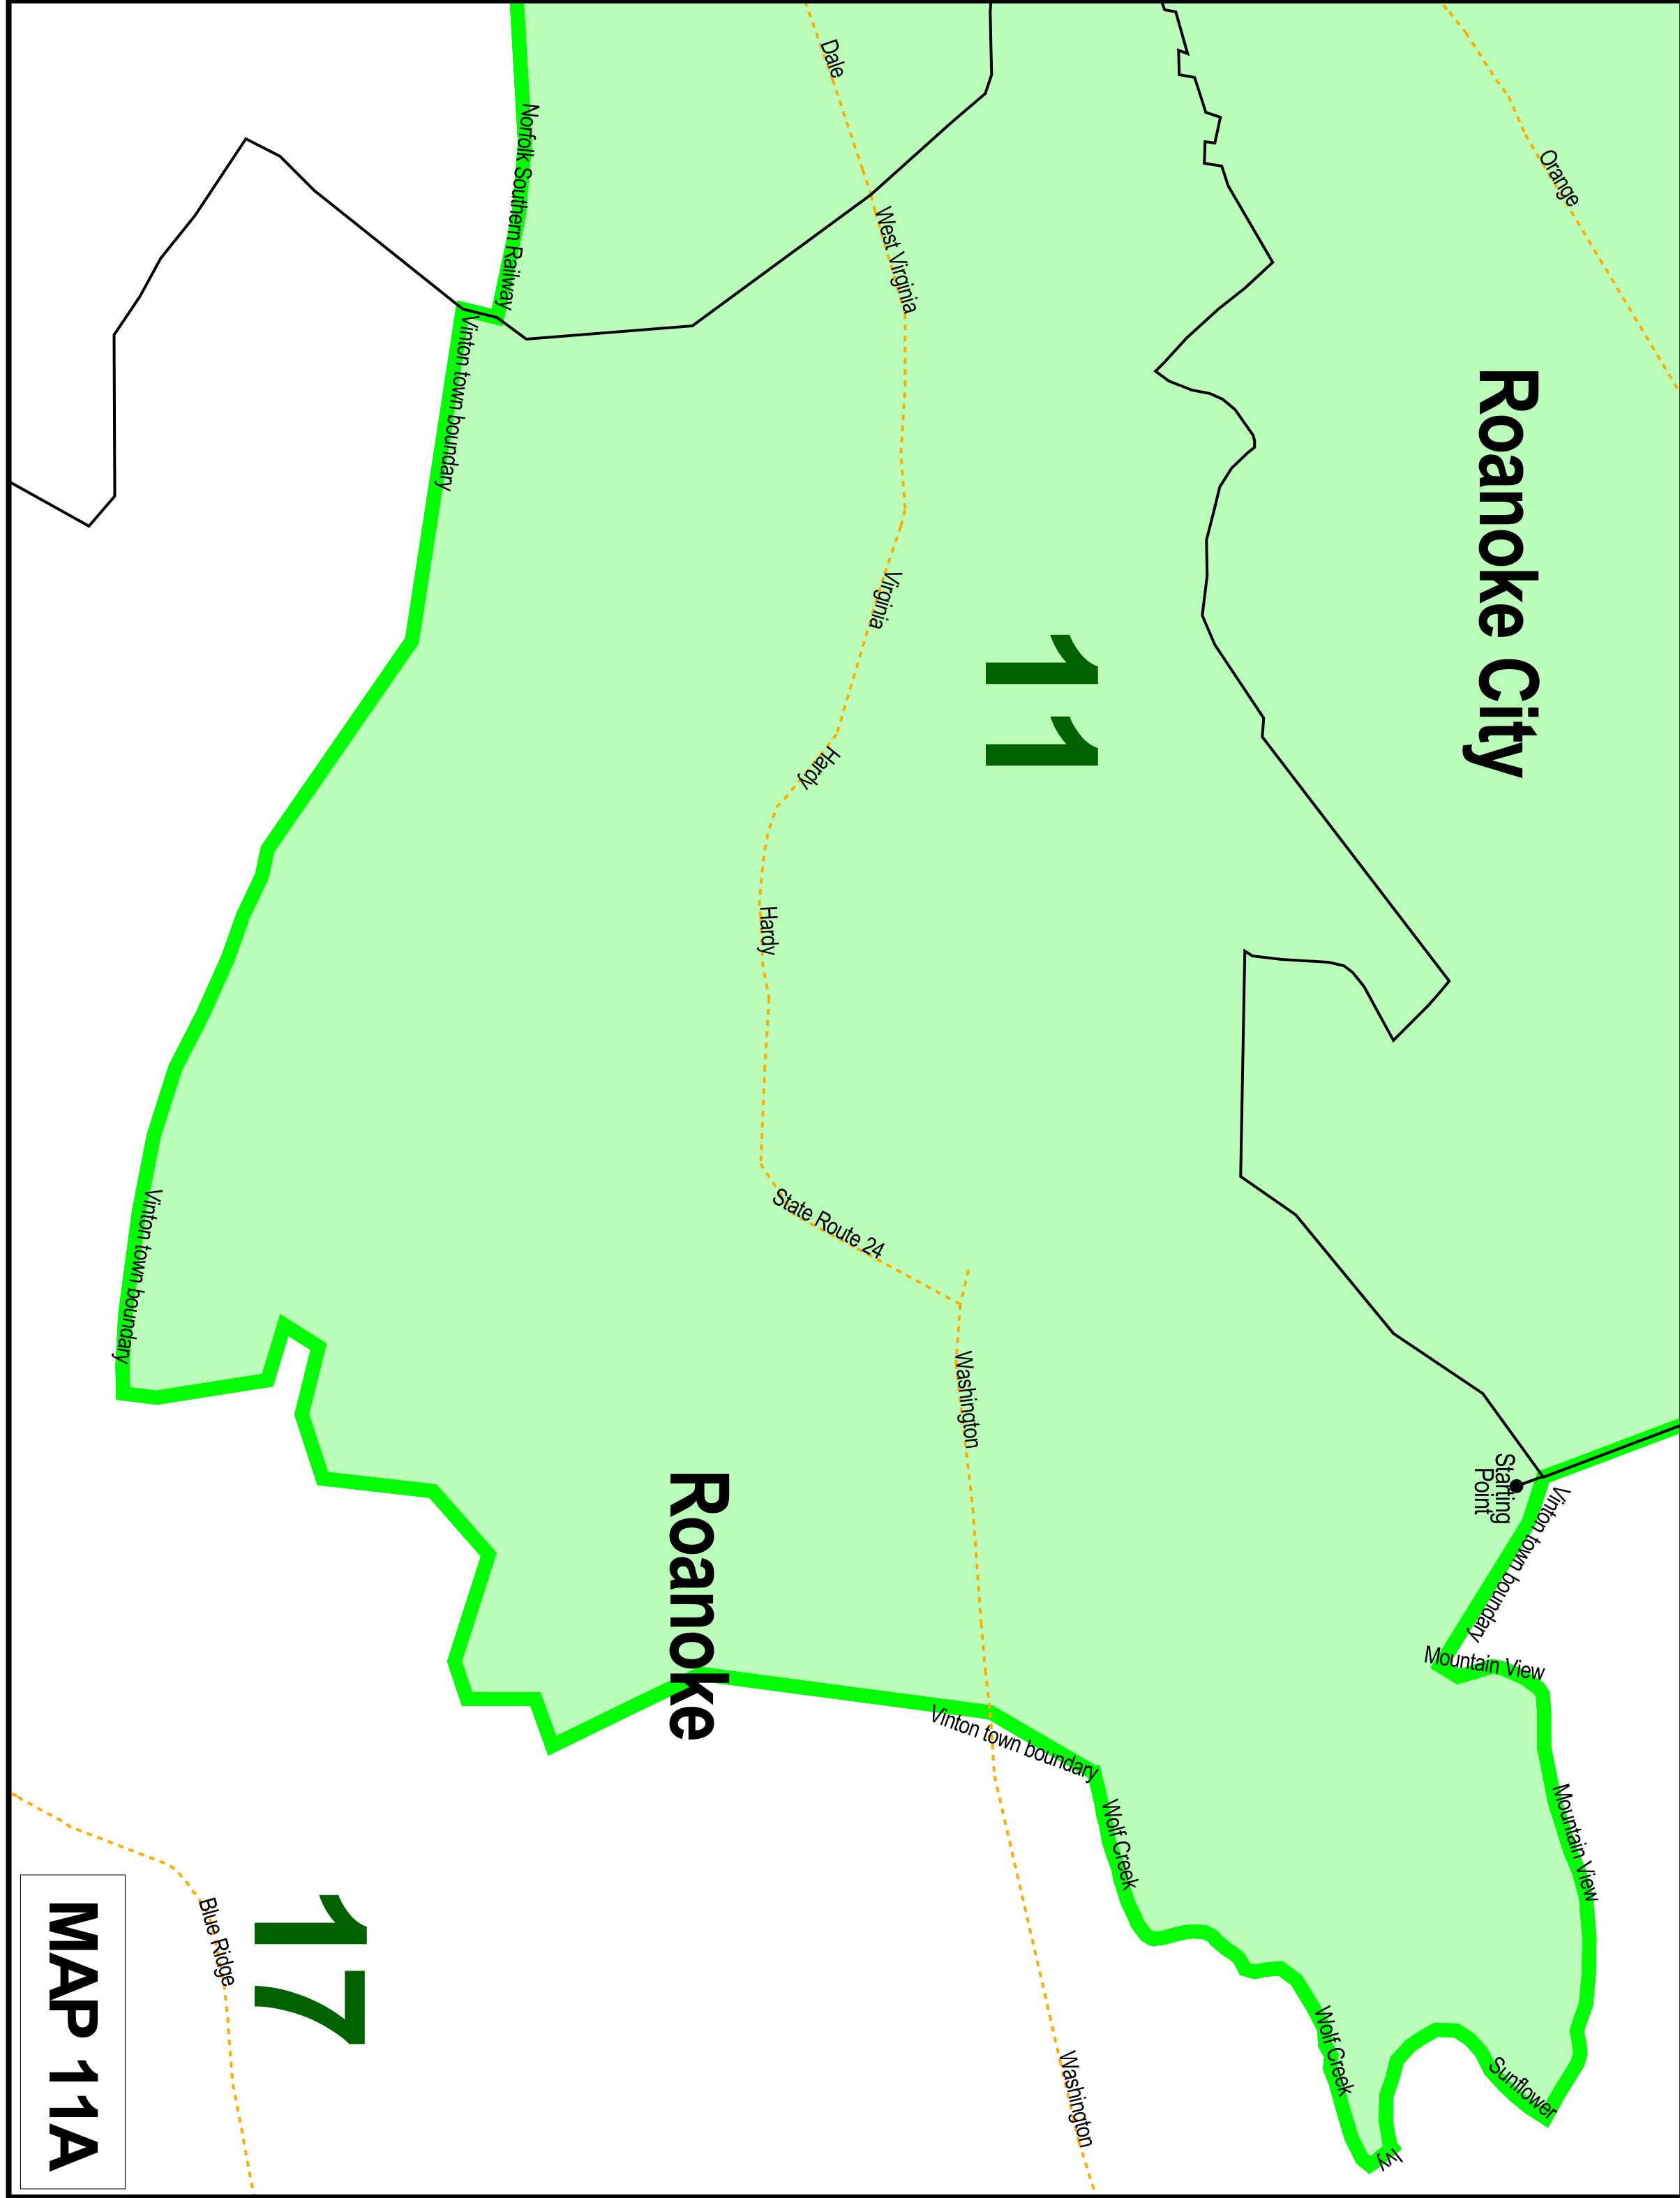 Orange
Roanoke City
Dale
West Virginia
Norfolk Southern Railway
Vinton town boundary
Virginia
11
Hardy
Hardy
State Route 24
Washington
Starting
Point
Vinton town boundary
Mountain View
Mountain View
Sunflower
Ivy
Wolf Creek
Wolf Creek
Vinton town boundary
Roanoke
Washington
Vinton town boundary
17
Blue Ridge
MAP 11A